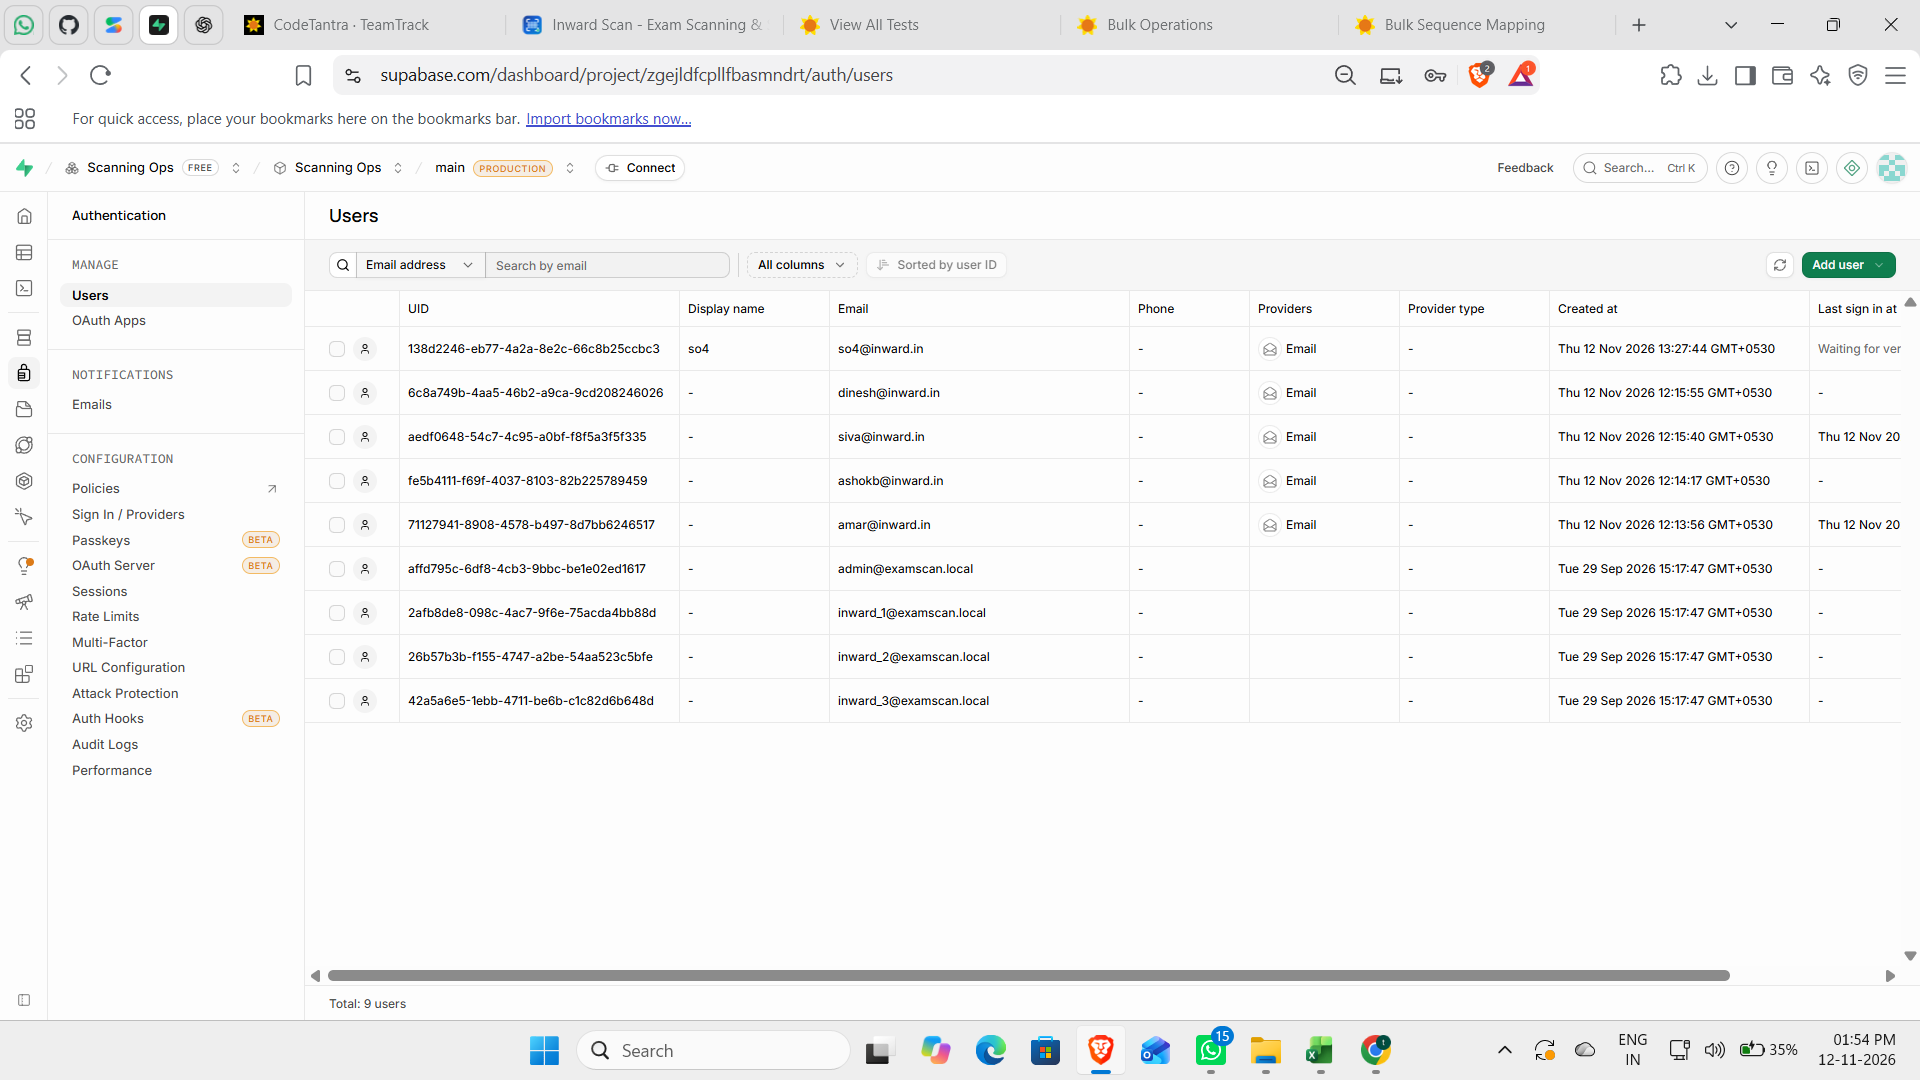 CodeTantra · TeamTrack
Inward Scan - Exam Scanning &
View All Tests
Bulk Operations
Bulk Sequence Mapping
supabase.com/dashboard/project/zgejldfcpllfbasmndrt/auth/users
2
1
For quick access, place your bookmarks here on the bookmarks bar. Import bookmarks now...
Scanning Ops FREE / Scanning Ops / main PRODUCTION Connect
Feedback
Search... Ctrl K
Authentication
MANAGE
Users
OAuth Apps
NOTIFICATIONS
Emails
CONFIGURATION
Policies
Sign In / Providers
Passkeys BETA
OAuth Server BETA
Sessions
Rate Limits
Multi-Factor
URL Configuration
Attack Protection
Auth Hooks BETA
Audit Logs
Performance
Users
Email address Search by email All columns Sorted by user ID Add user
UID Display name Email Phone Providers Provider type Created at Last sign in at
138d2246-eb77-4a2a-8e2c-66c8b25ccbc3 so4 so4@inward.in - Email - Thu 12 Nov 2026 13:27:44 GMT+0530 Waiting for ver
6c8a749b-4aa5-46b2-a9ca-9cd208246026 - dinesh@inward.in - Email - Thu 12 Nov 2026 12:15:55 GMT+0530 -
aedf0648-54c7-4c95-a0bf-f8f5a3f5f335 - siva@inward.in - Email - Thu 12 Nov 2026 12:15:40 GMT+0530 Thu 12 Nov 20
fe5b4111-f69f-4037-8103-82b225789459 - ashokb@inward.in - Email - Thu 12 Nov 2026 12:14:17 GMT+0530 -
71127941-8908-4578-b497-8d7bb6246517 - amar@inward.in - Email - Thu 12 Nov 2026 12:13:56 GMT+0530 Thu 12 Nov 20
affd795c-6df8-4cb3-9bbc-be1e02ed1617 - admin@examscan.local - - Tue 29 Sep 2026 15:17:47 GMT+0530 -
2afb8de8-098c-4ac7-9f6e-75acda4bb88d - inward_1@examscan.local - - Tue 29 Sep 2026 15:17:47 GMT+0530 -
26b57b3b-f155-4747-a2be-54aa523c5bfe - inward_2@examscan.local - - Tue 29 Sep 2026 15:17:47 GMT+0530 -
42a5a6e5-1ebb-4711-be6b-c1c82d6b648d - inward_3@examscan.local - - Tue 29 Sep 2026 15:17:47 GMT+0530 -
Total: 9 users
Search
15
ENG
IN
35%
01:54 PM
12-11-2026